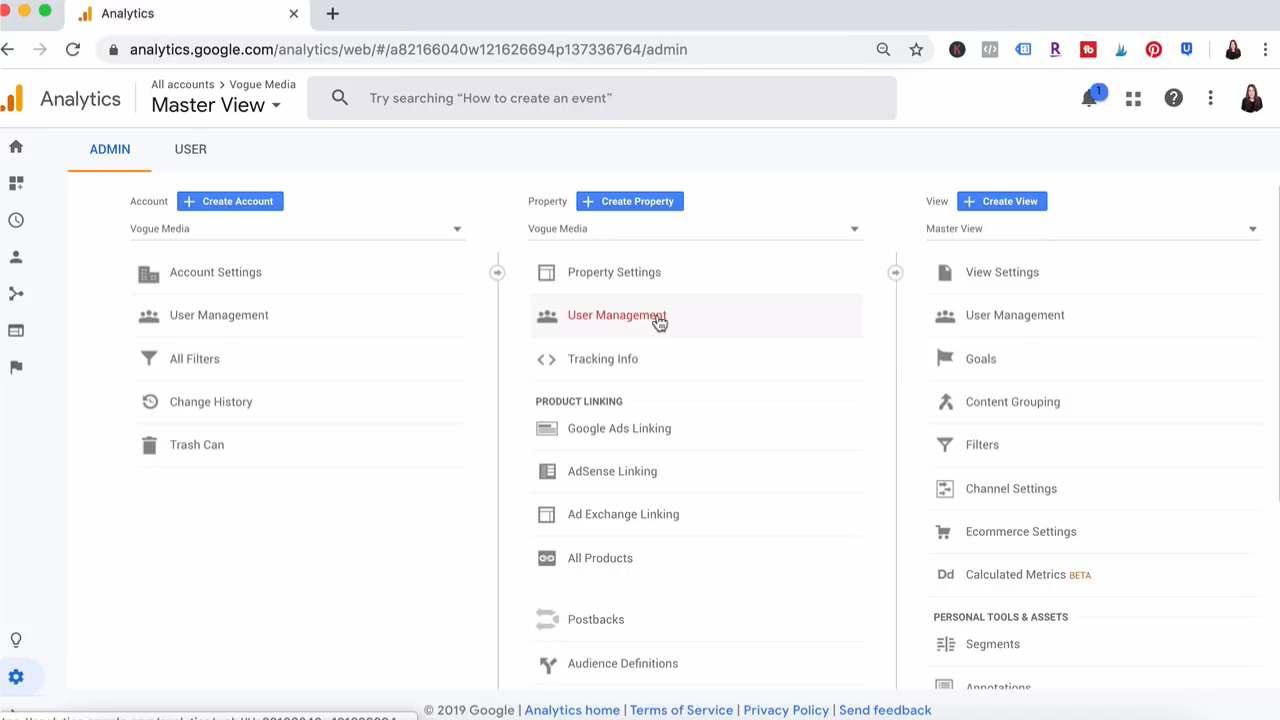 Analytics
analytics.google.com/analytics/web/#/a82166040w121626694p137336764/admin
Analytics
All accounts > Vogue Media
Master View
Try searching “How to create an event”
1
ADMIN
USER
Account
Create Account
Vogue Media
Account Settings
User Management
All Filters
Change History
Trash Can
Property
Create Property
Vogue Media
Property Settings
User Management
Tracking Info
PRODUCT LINKING
Google Ads Linking
AdSense Linking
Ad Exchange Linking
All Products
Postbacks
Audience Definitions
View
Create View
Master View
View Settings
User Management
Goals
Content Grouping
Filters
Channel Settings
Ecommerce Settings
Dd Calculated Metrics BETA
PERSONAL TOOLS & ASSETS
Segments
Annotations
© 2019 Google | Analytics home | Terms of Service | Privacy Policy | Send feedback